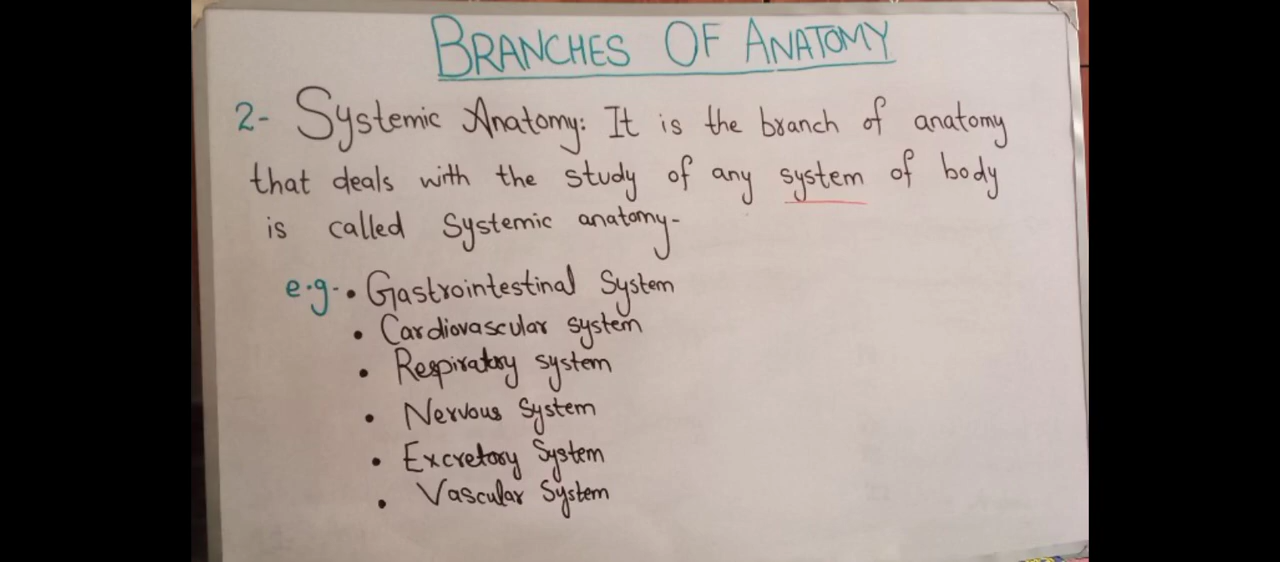 BRANCHES OF ANATOMY
2- Systemic Anatomy: It is the branch of anatomy
that deals with the study of any system of body
is called Systemic anatomy-
e.g-• Gastrointestinal System
• Cardiovascular system
• Respiratory system
• Nervous System
• Excretory System
• Vascular System